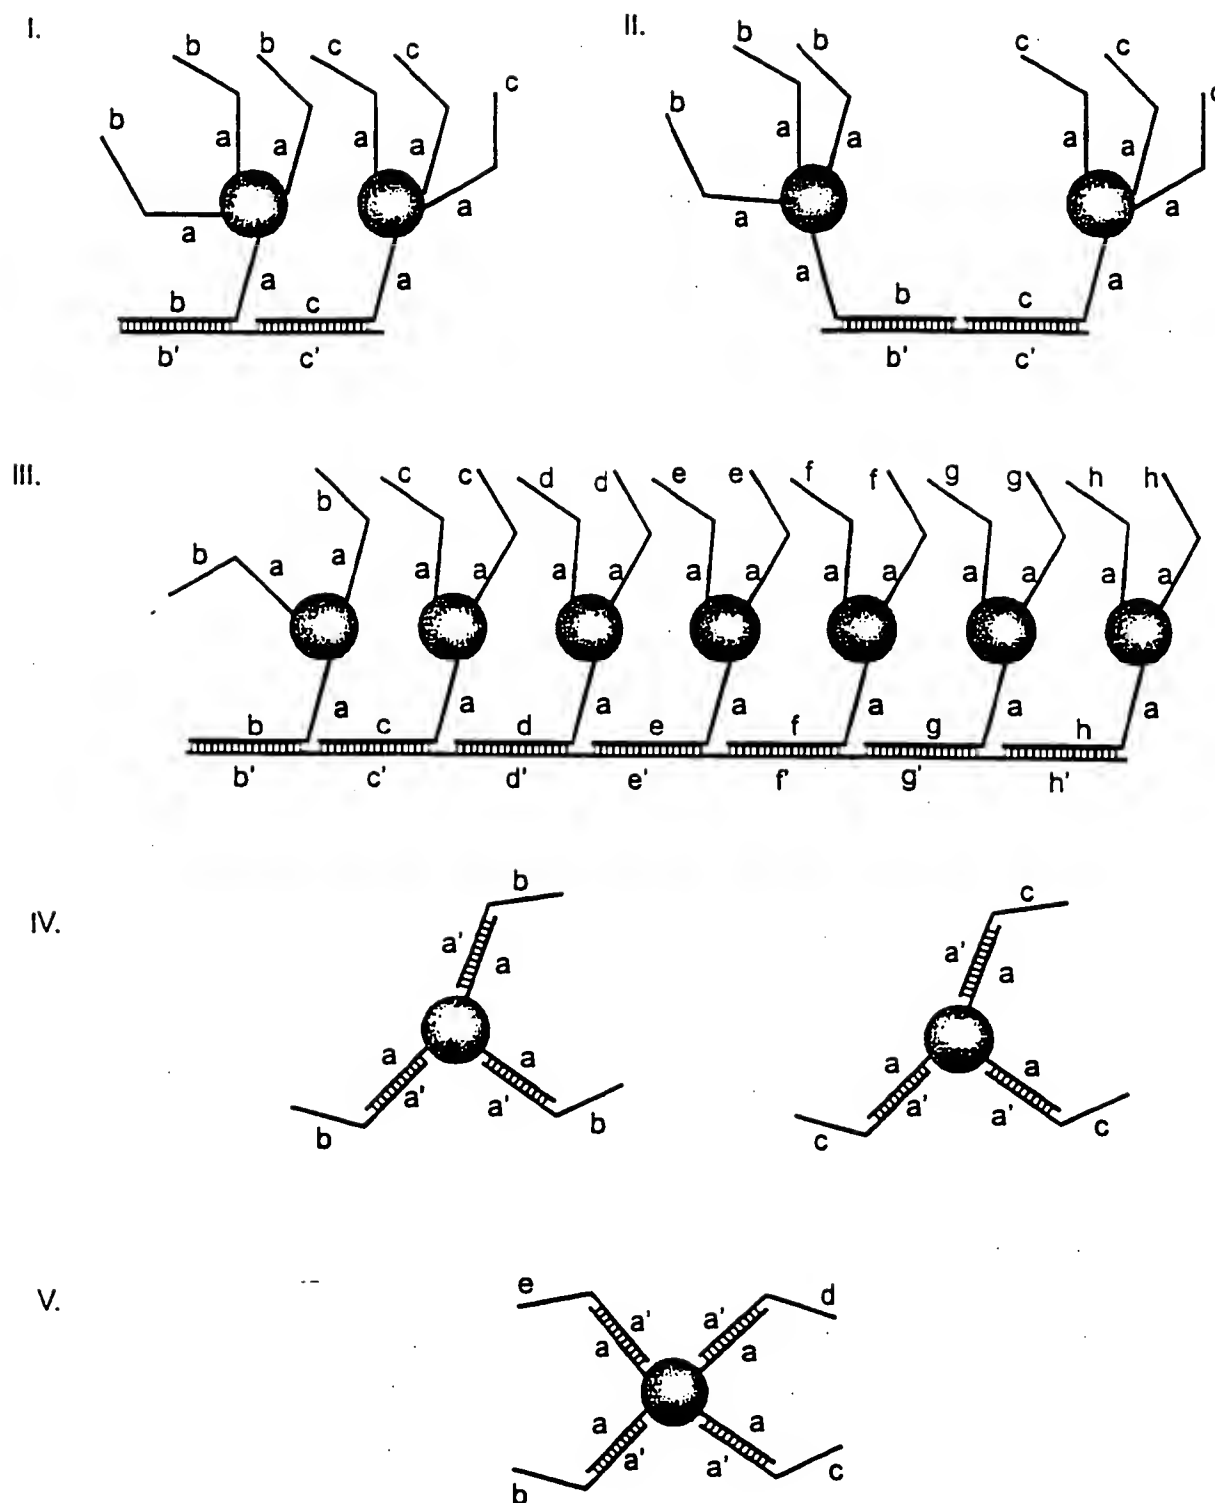 I.
b b c c
b c
a a a a
a a
a a
b c
b' c'
II.
b b c c
b c
a a a a
a a
a a
b c
b' c'
III.
b c c d d e e f f g g h h
b a a a a a a a a a a a a a a
a a a a a a a
b c d e f g h
b' c' d' e' f' g' h'
IV.
b c
a' a a' a
a a a a
a' a' a' a'
b b c c
V.
e d
a' a'
a a
a a
a' a'
b c